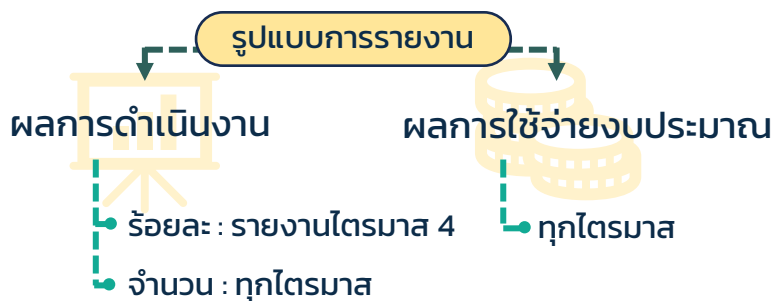 รูปแบบการรายงาน
ผลการดำเนินงาน
ร้อยละ : รายงานไตรมาส 4
จำนวน : ทุกไตรมาส
ผลการใช้จ่ายงบประมาณ
ทุกไตรมาส